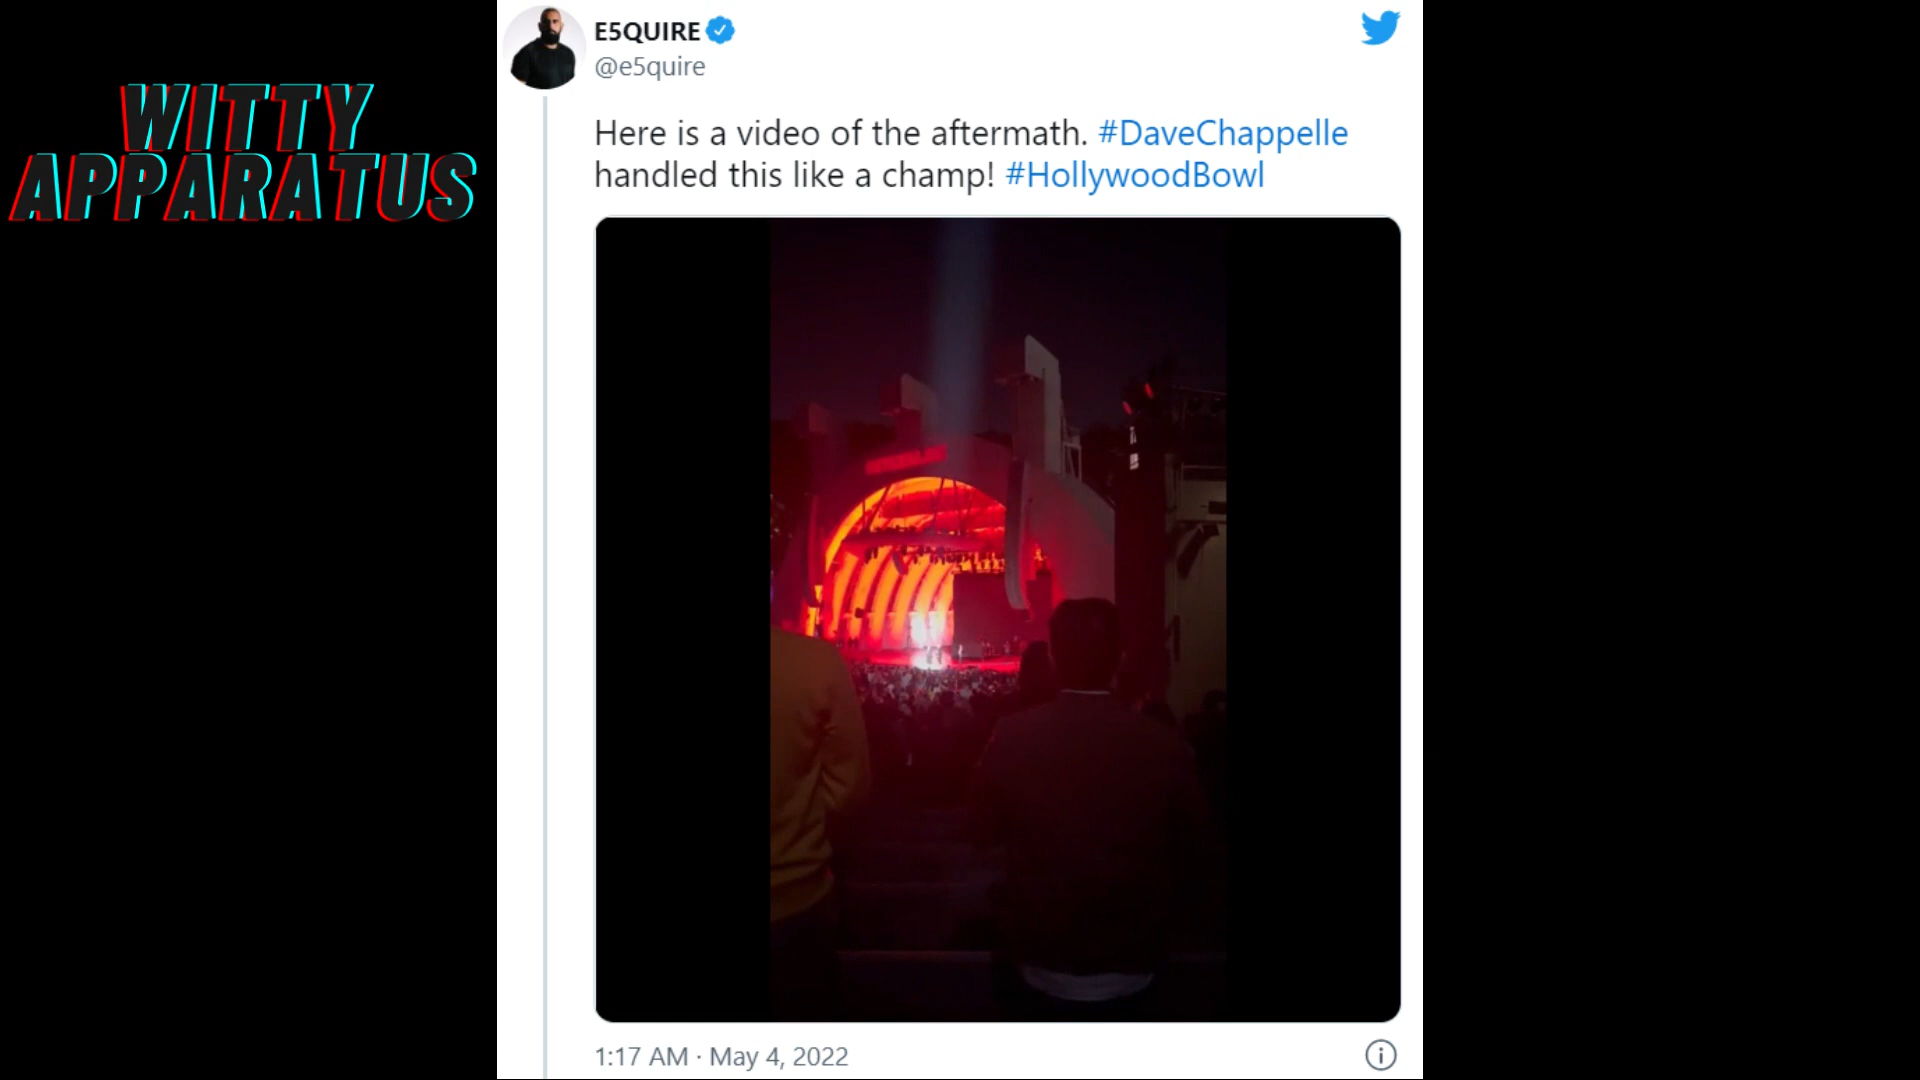 WITTY
APPARATUS
E5QUIRE
@e5quire
Here is a video of the aftermath. #DaveChappelle
handled this like a champ! #HollywoodBowl
1:17 AM · May 4, 2022